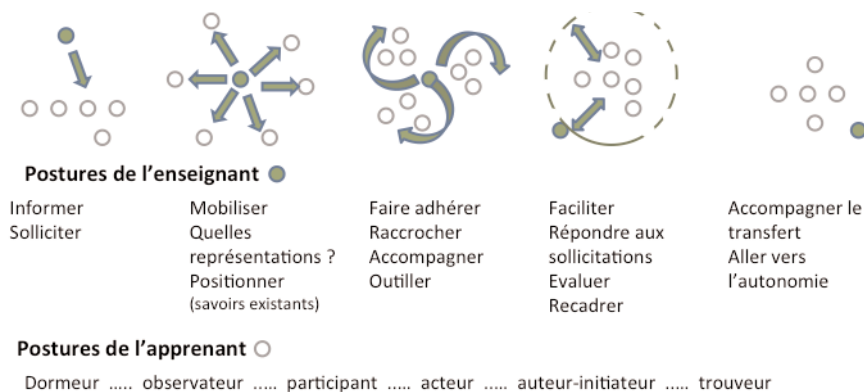 Postures de l'enseignant
Informer
Solliciter
Mobiliser
Quelles
représentations ?
Positionner
(savoirs existants)
Faire adhérer
Raccrocher
Accompagner
Outiller
Faciliter
Répondre aux
sollicitations
Evaluer
Recadrer
Accompagner le
transfert
Aller vers
l'autonomie
Postures de l'apprenant
Dormeur ..... observateur ..... participant ..... acteur ..... auteur-initiateur ..... trouveur